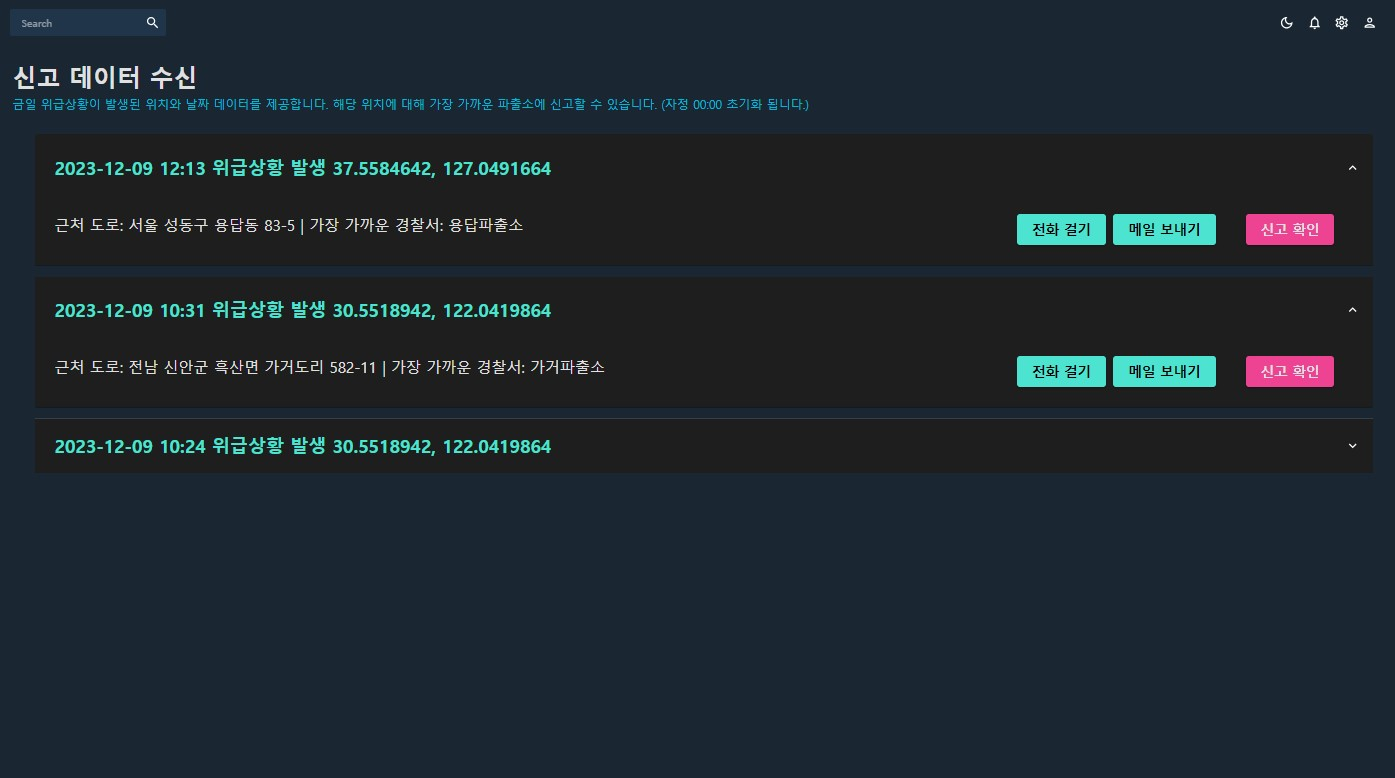 Search
신고 데이터 수신
금일 위급상황이 발생된 위치와 날짜 데이터를 제공합니다. 해당 위치에 대해 가장 가까운 파출소에 신고할 수 있습니다. (자정 00:00 초기화 됩니다.)
2023-12-09 12:13 위급상황 발생 37.5584642, 127.0491664
근처 도로: 서울 성동구 용답동 83-5 | 가장 가까운 경찰서: 용답파출소
전화 걸기 메일 보내기 신고 확인
2023-12-09 10:31 위급상황 발생 30.5518942, 122.0419864
근처 도로: 전남 신안군 흑산면 가거도리 582-11 | 가장 가까운 경찰서: 가거파출소
전화 걸기 메일 보내기 신고 확인
2023-12-09 10:24 위급상황 발생 30.5518942, 122.0419864